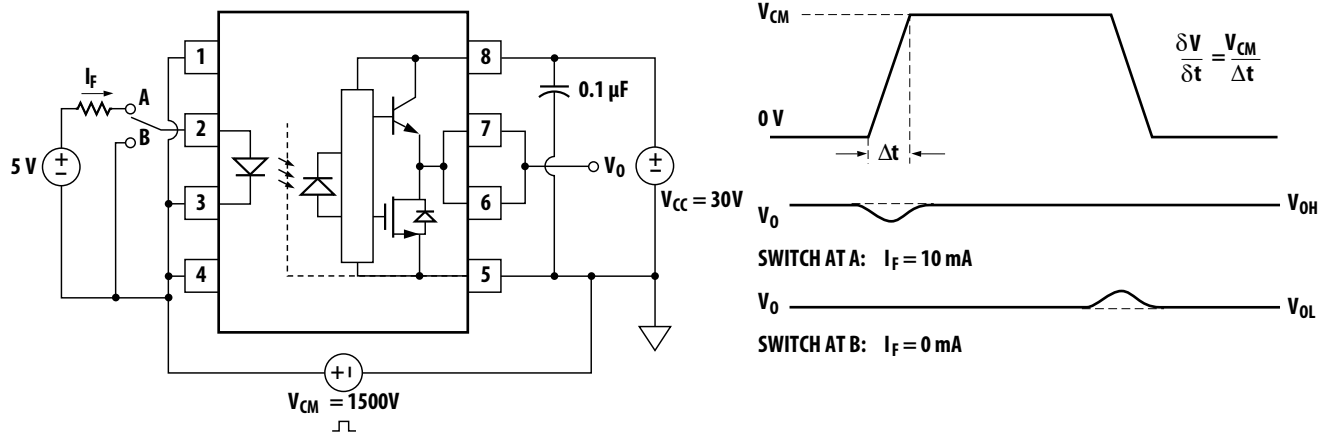 1
2
3
4
8
7
6
5
I_F
A
B
5 V
+
−
0.1 µF
V_O
+
−
V_CC = 30V
+ −
V_CM = 1500V
V_CM
0 V
Δt
δV/δt = V_CM/Δt
V_O
V_OH
SWITCH AT A: I_F = 10 mA
V_O
V_OL
SWITCH AT B: I_F = 0 mA